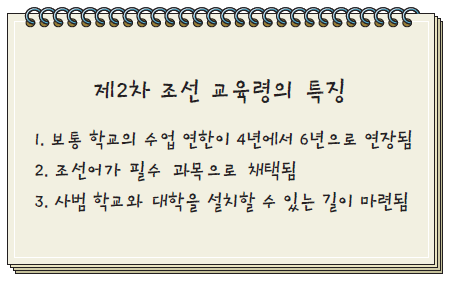 제2차 조선 교육령의 특징
1. 보통 학교의 수업 연한이 4년에서 6년으로 연장됨
2. 조선어가 필수 과목으로 채택됨
3. 사범 학교와 대학을 설치할 수 있는 길이 마련됨